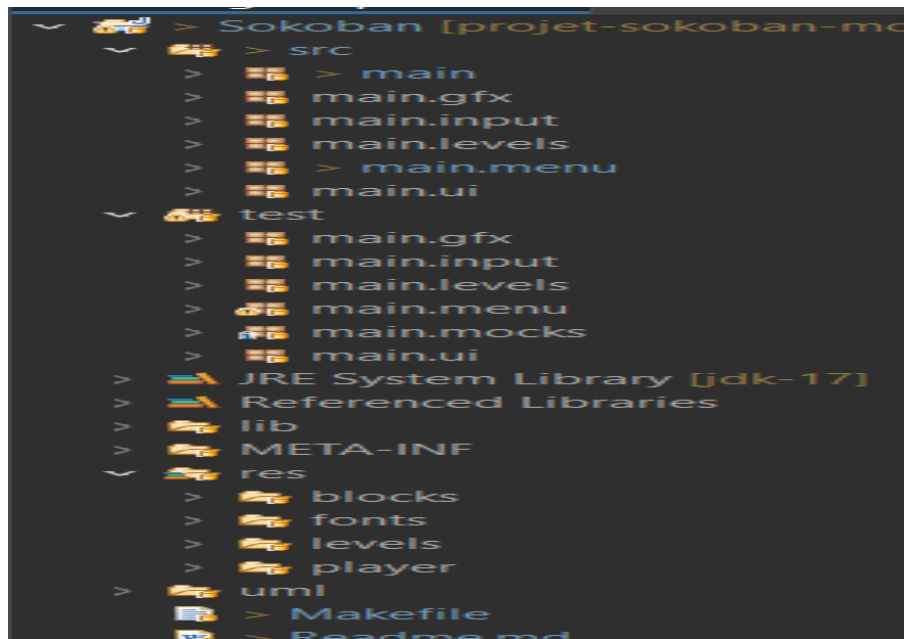 > Sokoban [projet-sokoban-mo
> src
> main
main.gfx
main.input
main.levels
> main.menu
main.ui
test
main.gfx
main.input
main.levels
main.menu
main.mocks
main.ui
JRE System Library [jdk-17]
Referenced Libraries
lib
META-INF
res
blocks
fonts
levels
player
uml
> Makefile
> Readme.md